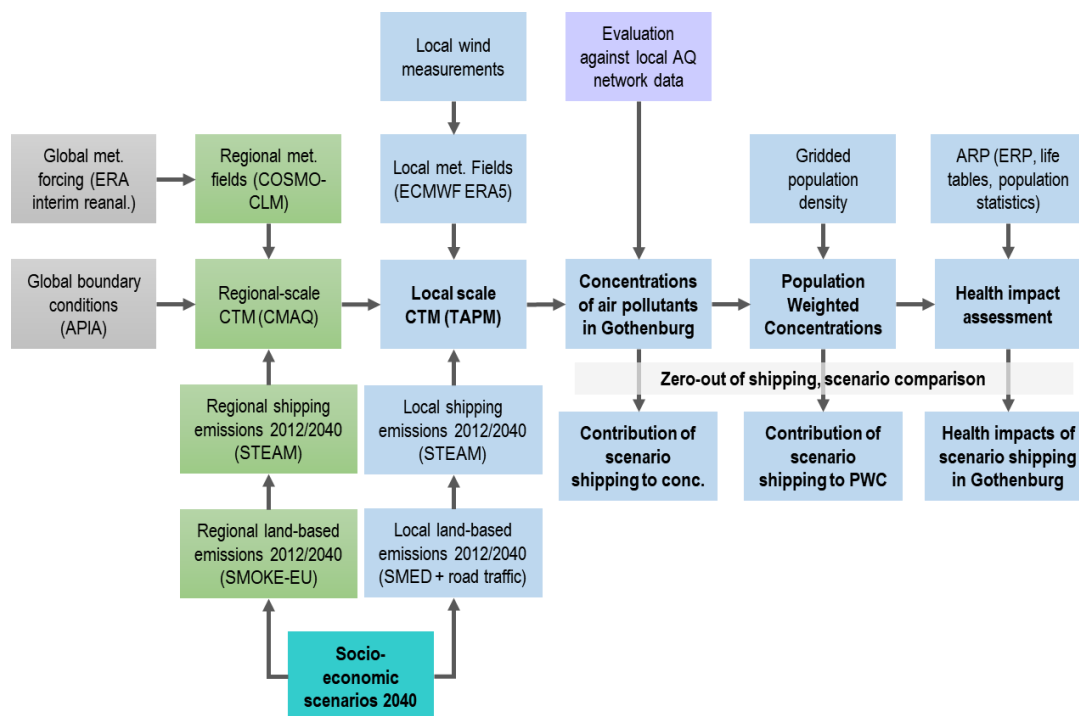 Local wind
measurements
Evaluation
against local AQ
network data
Global met.
forcing (ERA
interim reanal.)
Regional met.
fields (COSMO-
CLM)
Local met. Fields
(ECMWF ERA5)
Gridded
population
density
ARP (ERP, life
tables, population
statistics)
Global boundary
conditions
(APIA)
Regional-scale
CTM (CMAQ)
Local scale
CTM (TAPM)
Concentrations
of air pollutants
in Gothenburg
Population
Weighted
Concentrations
Health impact
assessment
Zero-out of shipping, scenario comparison
Regional shipping
emissions 2012/2040
(STEAM)
Local shipping
emissions 2012/2040
(STEAM)
Contribution of
scenario
shipping to conc.
Contribution of
scenario
shipping to PWC
Health impacts of
scenario shipping
in Gothenburg
Regional land-based
emissions 2012/2040
(SMOKE-EU)
Local land-based
emissions 2012/2040
(SMED + road traffic)
Socio-
economic
scenarios 2040